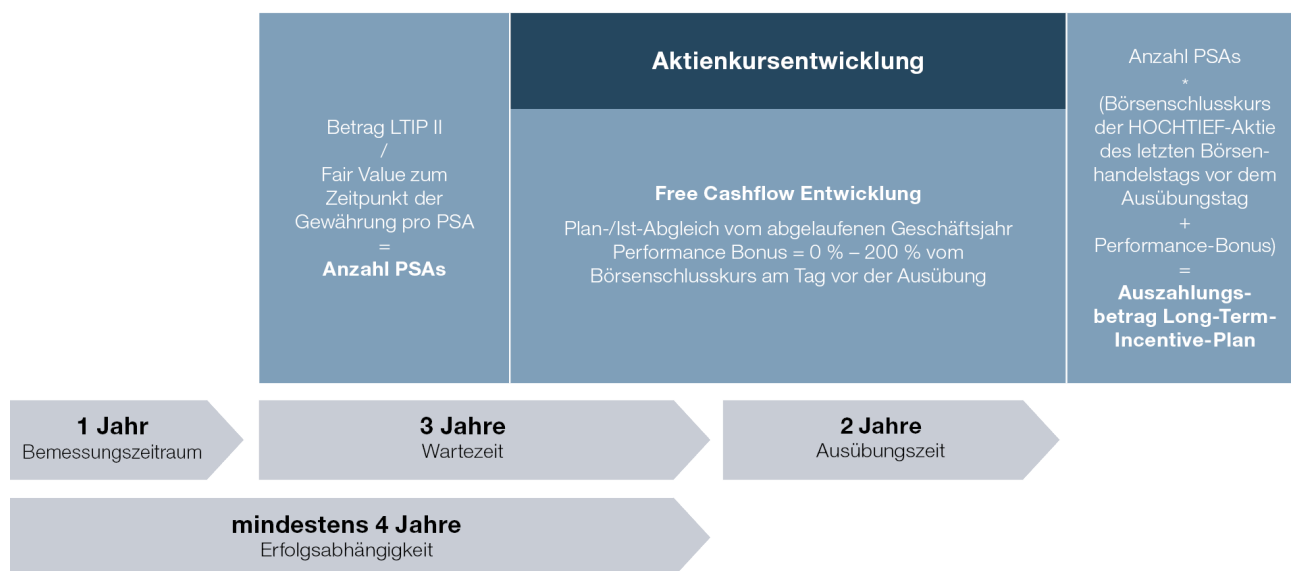 Betrag LTIP II
/
Fair Value zum
Zeitpunkt der
Gewährung pro PSA
=
Anzahl PSAs
Aktienkursentwicklung
Free Cashflow Entwicklung
Plan-/Ist-Abgleich vom abgelaufenen Geschäftsjahr
Performance Bonus = 0 % – 200 % vom
Börsenschlusskurs am Tag vor der Ausübung
Anzahl PSAs
*
(Börsenschlusskurs
der HOCHTIEF-Aktie
des letzten Börsen-
handelstags vor dem
Ausübungstag
+
Performance-Bonus)
=
Auszahlungs-
betrag Long-Term-
Incentive-Plan
1 Jahr
Bemessungszeitraum
3 Jahre
Wartezeit
2 Jahre
Ausübungszeit
mindestens 4 Jahre
Erfolgsabhängigkeit